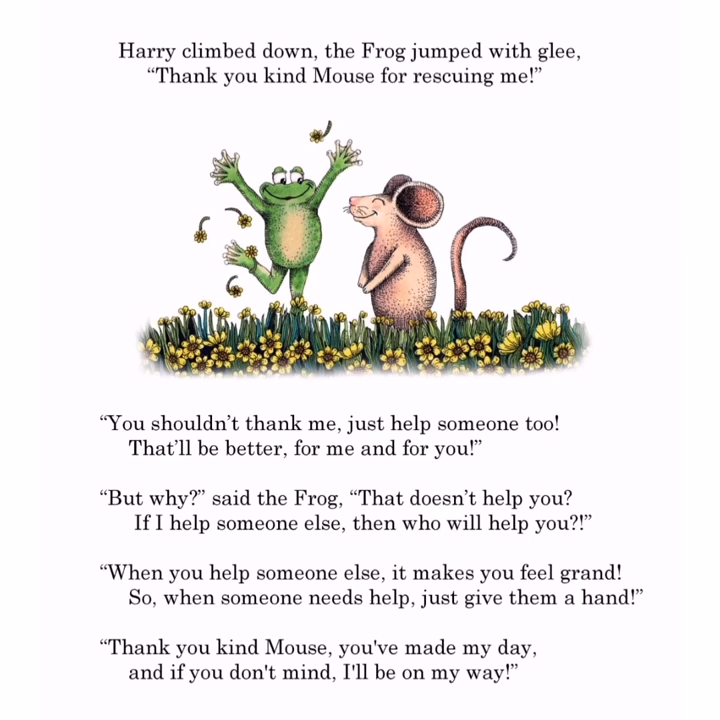 Harry climbed down, the Frog jumped with glee,
“Thank you kind Mouse for rescuing me!”
“You shouldn’t thank me, just help someone too!
That’ll be better, for me and for you!”
“But why?” said the Frog, “That doesn’t help you?
If I help someone else, then who will help you?!”
“When you help someone else, it makes you feel grand!
So, when someone needs help, just give them a hand!”
“Thank you kind Mouse, you've made my day,
and if you don't mind, I'll be on my way!”